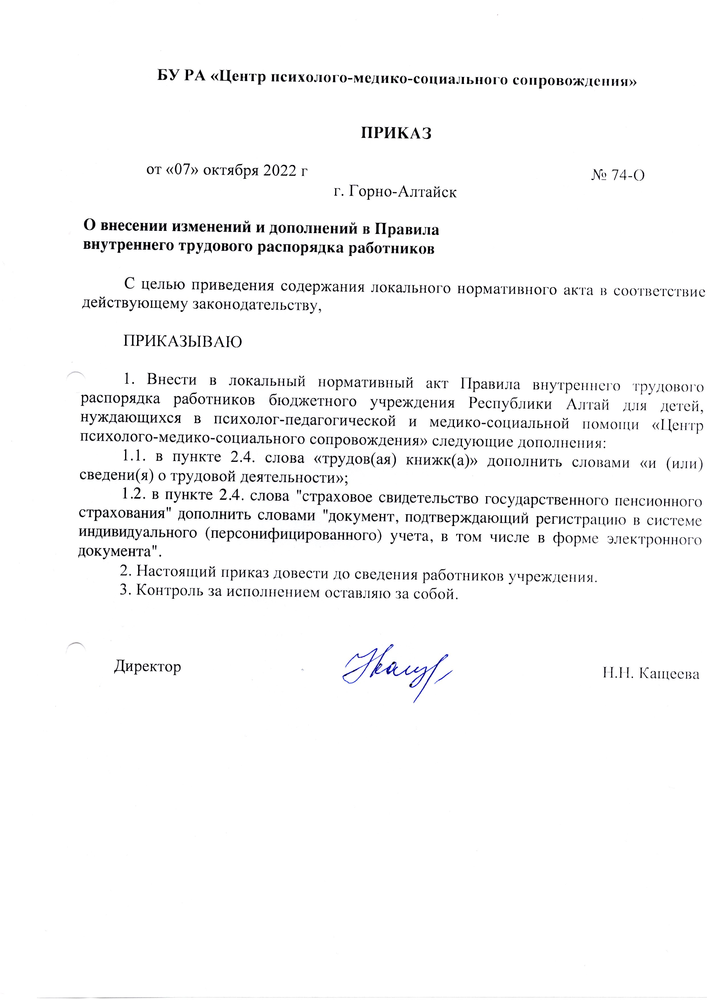 БУ РА «Центр психолого-медико-социального сопровождения»
ПРИКАЗ
от «07» октября 2022 г № 74-О
г. Горно-Алтайск
О внесении изменений и дополнений в Правила
внутреннего трудового распорядка работников
С целью приведения содержания локального нормативного акта в соответствие
действующему законодательству,
ПРИКАЗЫВАЮ
1. Внести в локальный нормативный акт Правила внутреннего трудового
распорядка работников бюджетного учреждения Республики Алтай для детей,
нуждающихся в психолог-педагогической и медико-социальной помощи «Центр
психолого-медико-социального сопровождения» следующие дополнения:
1.1. в пункте 2.4. слова «трудов(ая) книжк(а)» дополнить словами «и (или)
сведени(я) о трудовой деятельности»;
1.2. в пункте 2.4. слова "страховое свидетельство государственного пенсионного
страхования" дополнить словами "документ, подтверждающий регистрацию в системе
индивидуального (персонифицированного) учета, в том числе в форме электронного
документа".
2. Настоящий приказ довести до сведения работников учреждения.
3. Контроль за исполнением оставляю за собой.
Директор Н.Н. Кащеева